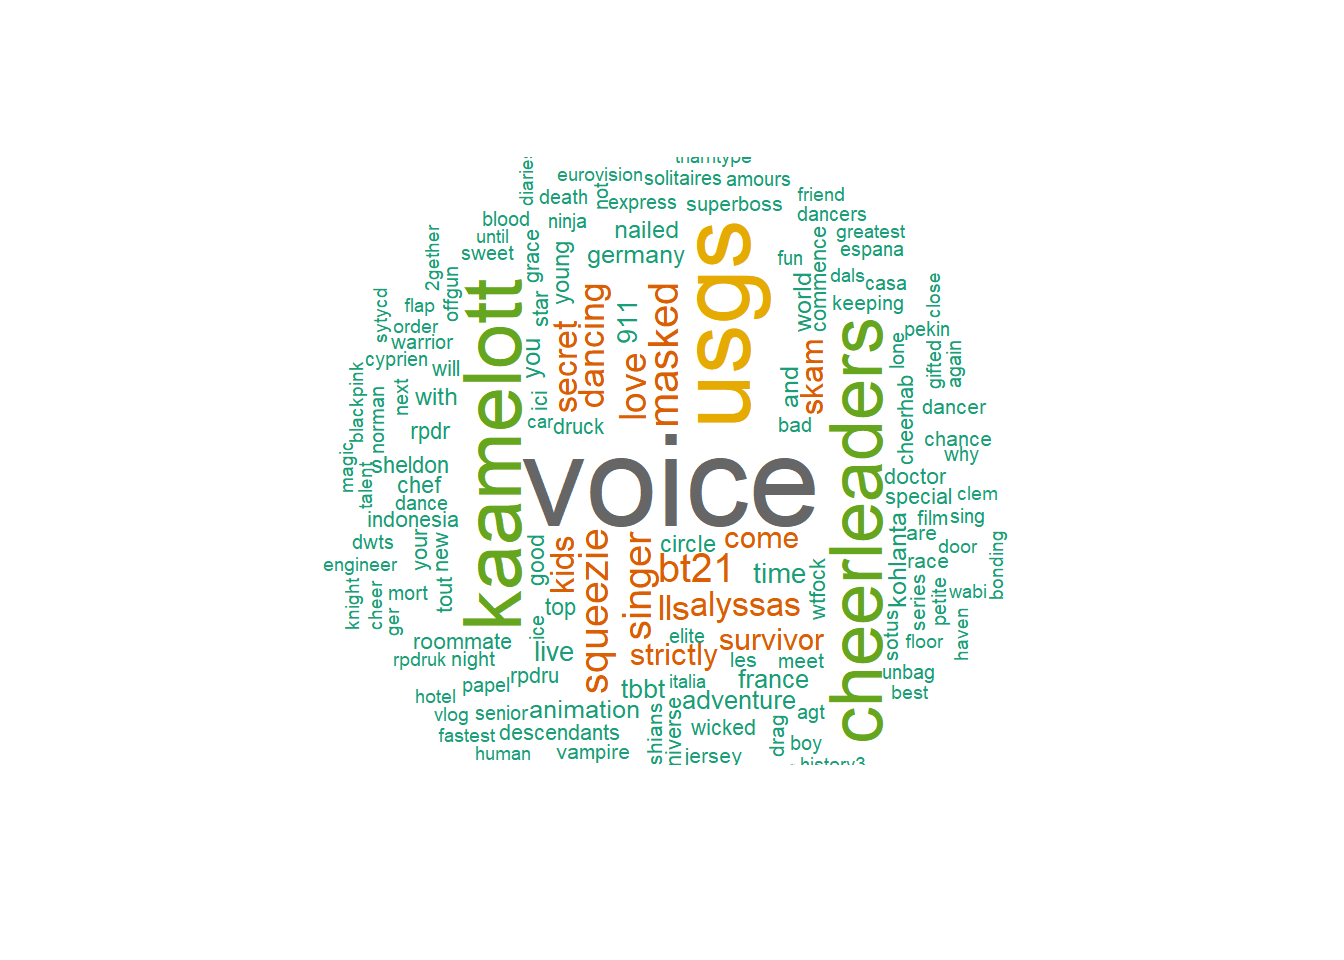 thamtype
eurovision
solitaires
amours
diaries
death
not
express
superboss
friend
dancers
blood
ninja
nailed
greatest
until
sweet
grace
young
germany
usgs
fun
commence
espana
2gether
offgun
world
dals
casa
keeping
close
sytycd
flap
star
kaamelott
secret
dancing
911
masked
order
warrior
you
cheerleaders
lone
pekin
gifted
again
cyprien
will
love
and
skam
blackpink
norman
next
with
ici
car
druck
bad
cheerhab
dancer
rpdr
voice
chance
why
magic
talent
sheldon
chef
doctor
special
clem
dance
indonesia
film
sing
kohlanta
are
door
dwts
your
new
good
kids
squeezie
singer
circle
come
race
engineer
bt21
time
wtfock
series
petite
wabi
bonding
knight
cheer
ger
mort
tout
top
lls
alyssas
ice
elite
survivor
sotus
floor
haven
roommate
live
strictly
les
meet
rpdruk
night
rpdru
tbbt
italia
france
unbag
hotel
papel
adventure
best
vlog
senior
animation
shians
niverse
wicked
drag
agt
fastest
descendants
boy
human
vampire
jersey
history3